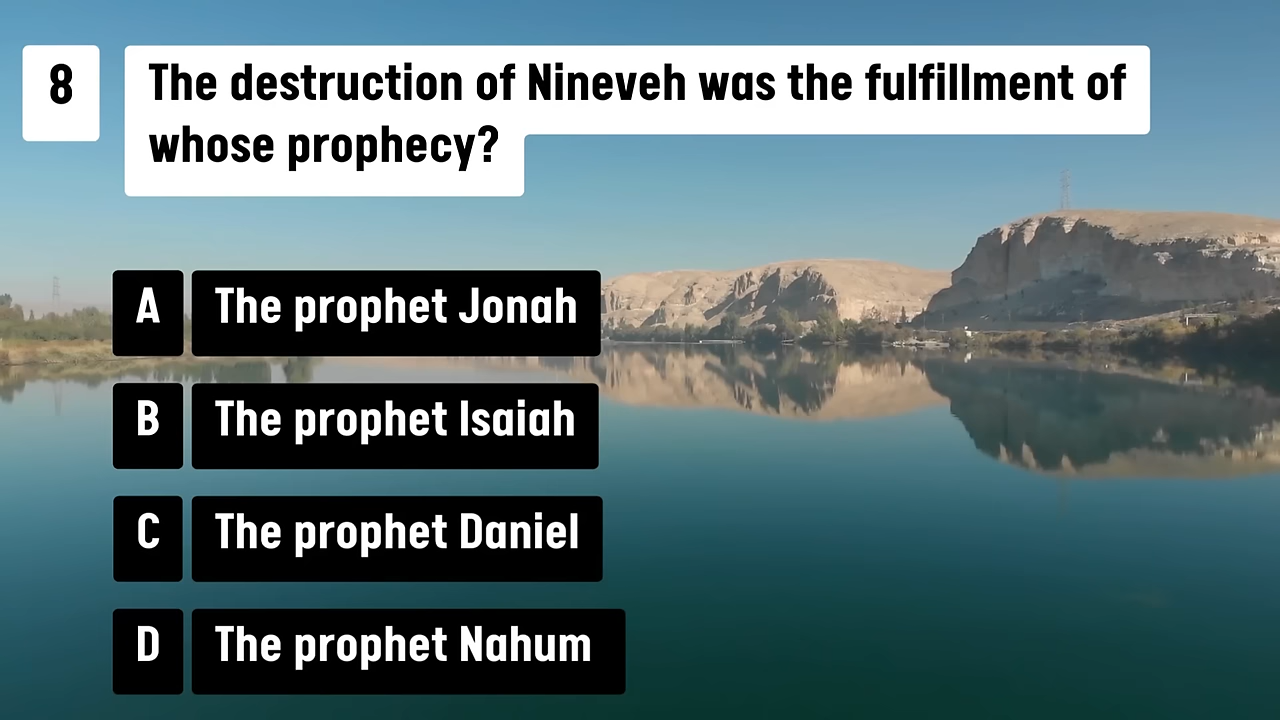 8
The destruction of Nineveh was the fulfillment of
whose prophecy?
A The prophet Jonah
B The prophet Isaiah
C The prophet Daniel
D The prophet Nahum